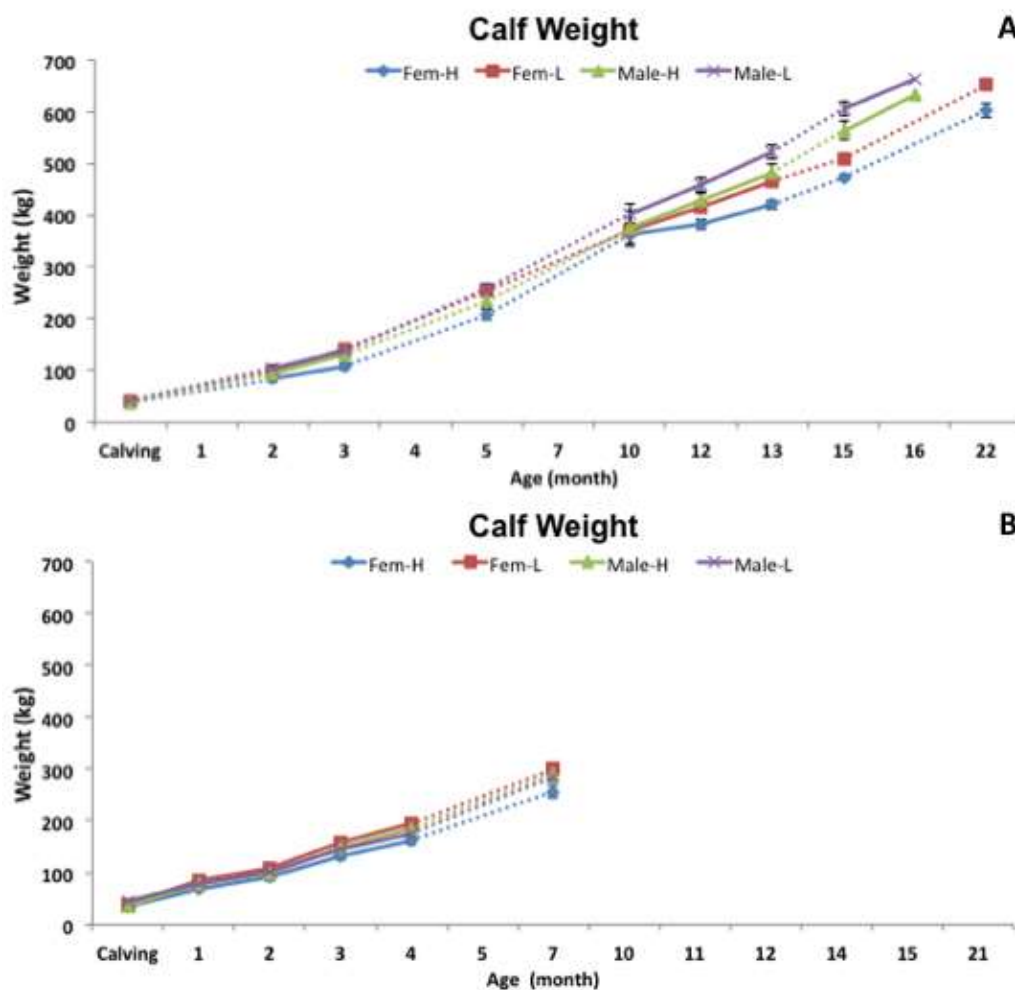 Calf Weight
A
Fem-H Fem-L Male-H Male-L
700
600
500
400
300
200
100
0
Weight (kg)
Calving 1 2 3 4 5 7 10 12 13 15 16 22
Age (month)
Calf Weight
B
Fem-H Fem-L Male-H Male-L
700
600
500
400
300
200
100
0
Weight (kg)
Calving 1 2 3 4 5 7 10 11 12 14 15 21
Age (month)